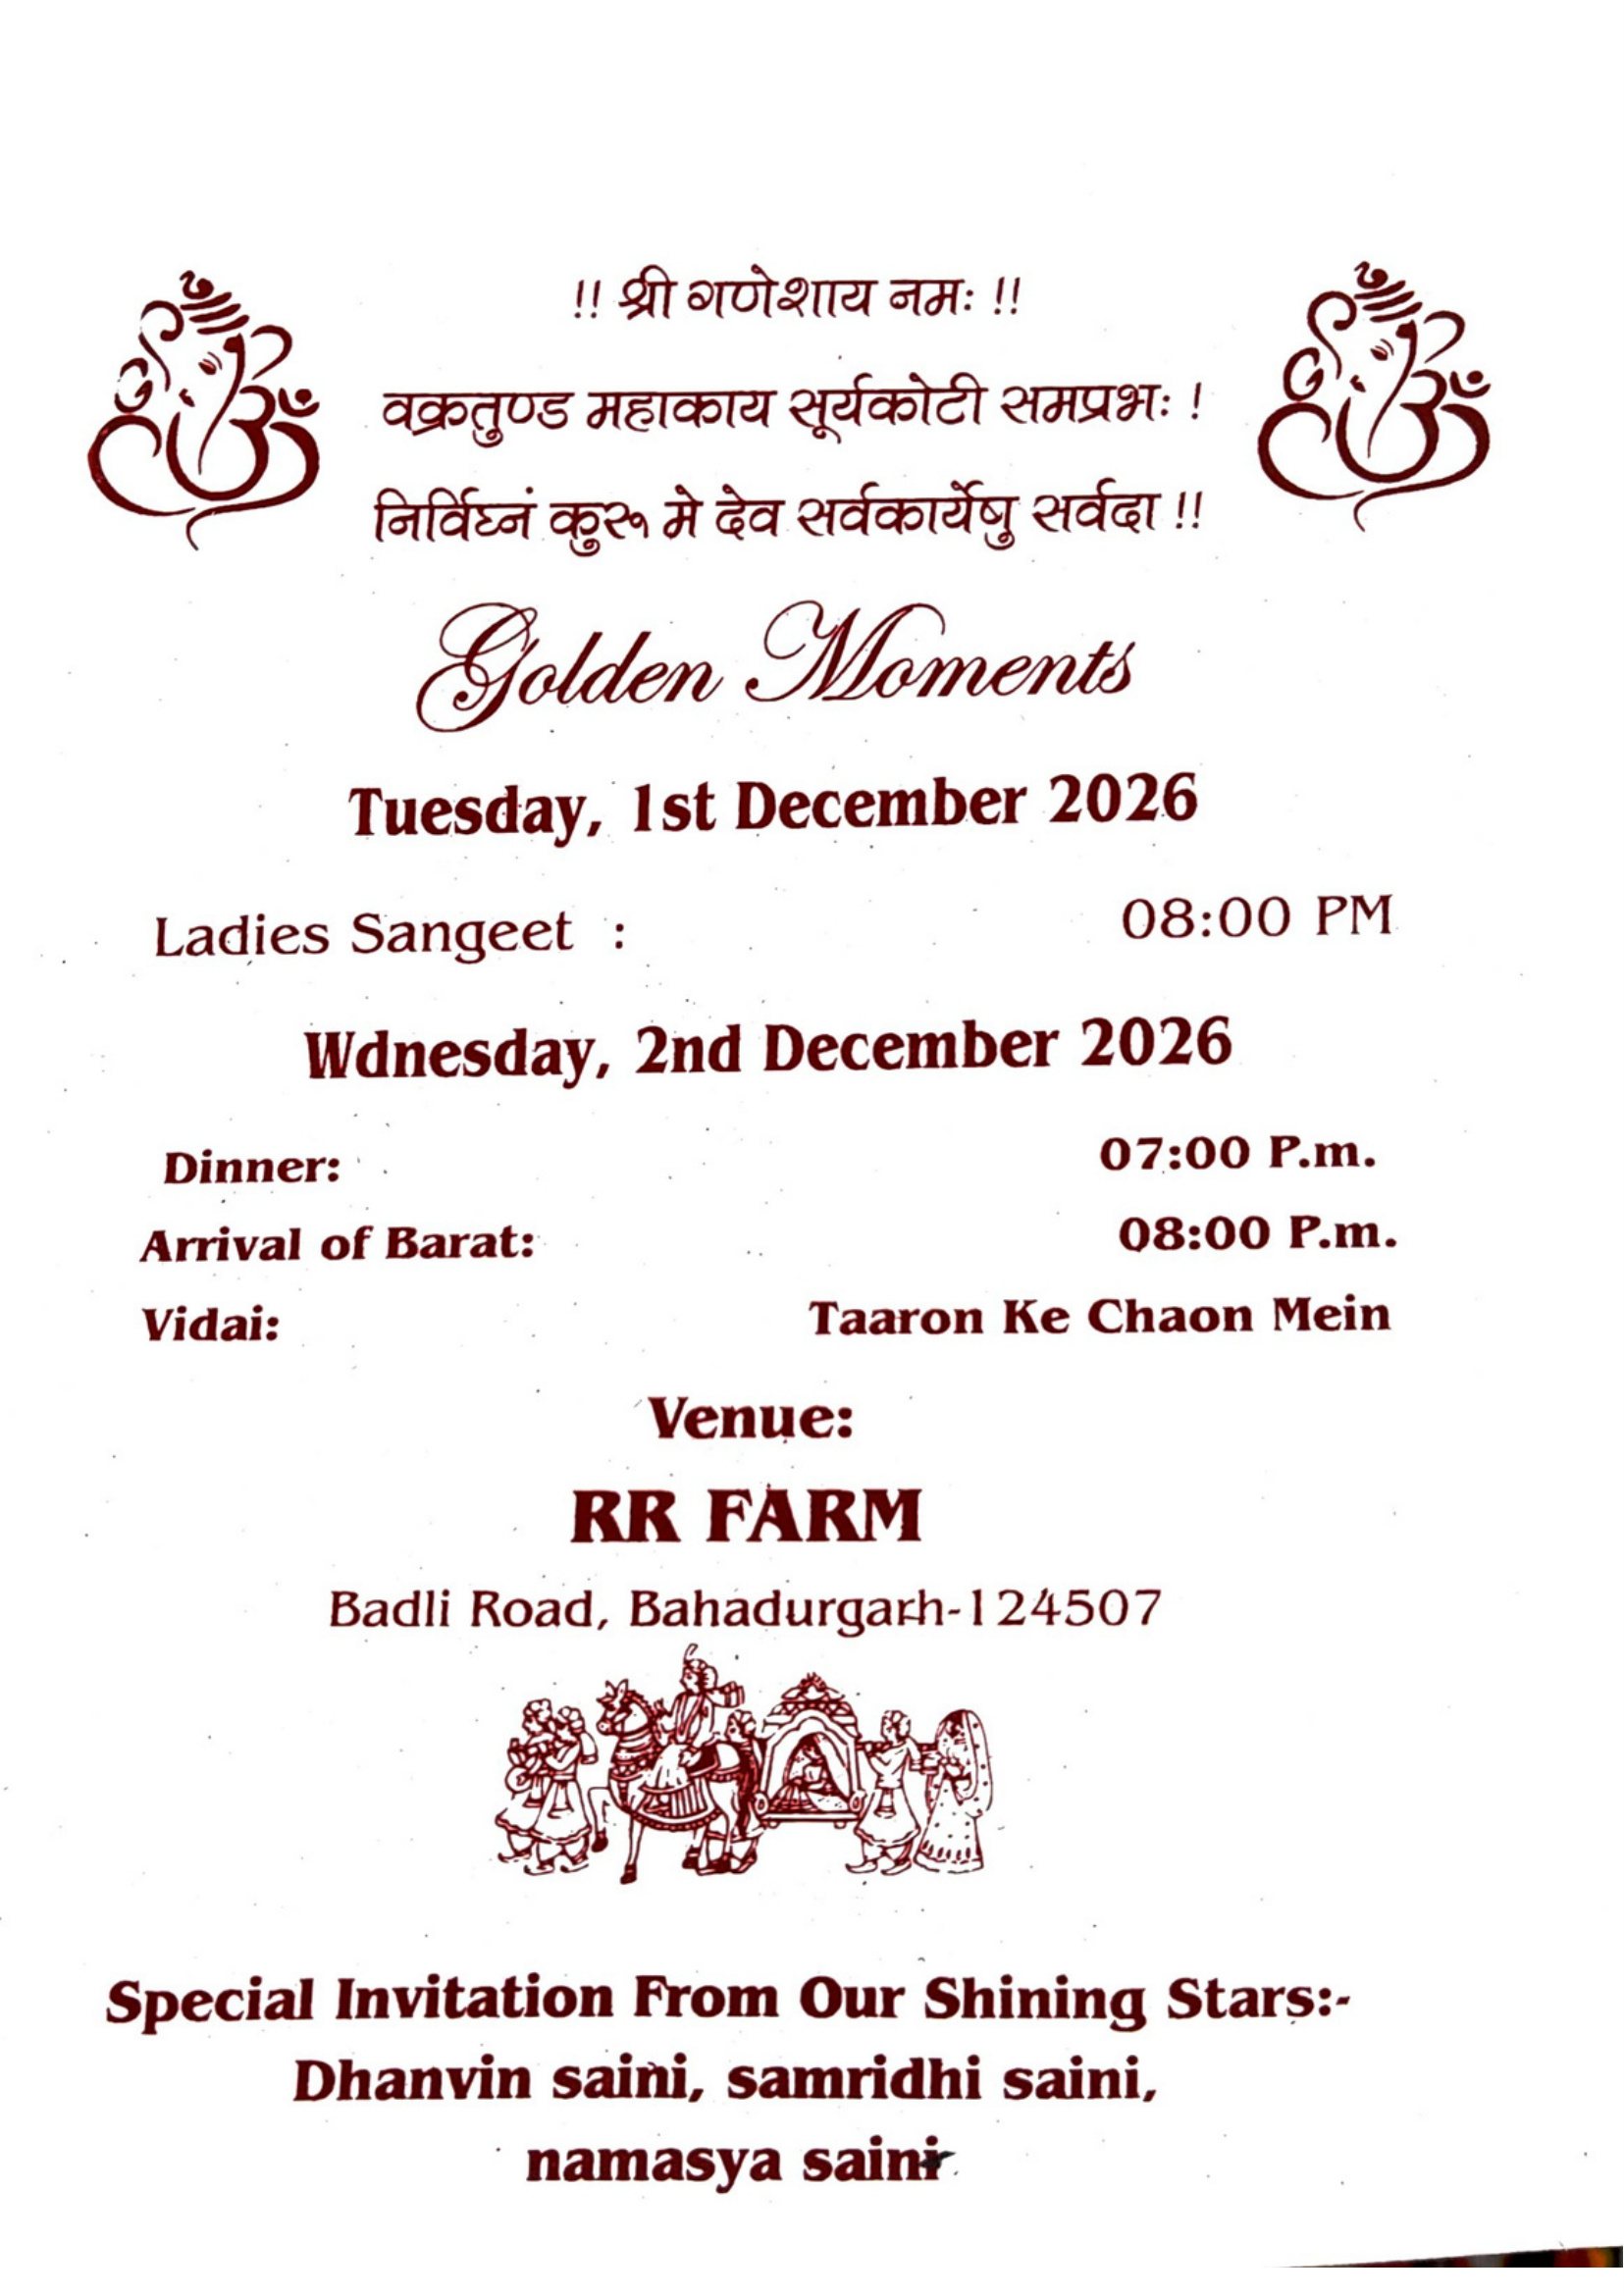 !! श्री गणेशाय नमः !!
वक्रतुण्ड महाकाय सूर्यकोटी समप्रभः !
निर्विघ्नं कुरू मे देव सर्वकार्येषु सर्वदा !!
Golden Moments
Tuesday, 1st December 2026
Ladies Sangeet : 08:00 PM
Wdnesday, 2nd December 2026
Dinner: 07:00 P.m.
Arrival of Barat: 08:00 P.m.
Vidai: Taaron Ke Chaon Mein
Venue:
RR FARM
Badli Road, Bahadurgarh-124507
Special Invitation From Our Shining Stars:-
Dhanvin saini, samridhi saini,
namasya saini